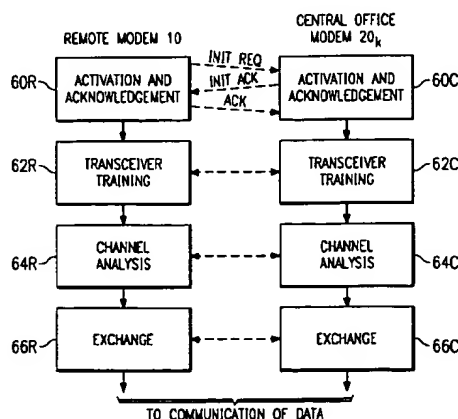 REMOTE MODEM 10
CENTRAL OFFICE
MODEM 20k
INIT REQ
INIT ACK
ACK
60R
ACTIVATION AND
ACKNOWLEDGEMENT
ACTIVATION AND
ACKNOWLEDGEMENT
60C
62R
TRANSCEIVER
TRAINING
TRANSCEIVER
TRAINING
62C
64R
CHANNEL
ANALYSIS
CHANNEL
ANALYSIS
64C
66R
EXCHANGE
EXCHANGE
66C
TO COMMUNICATION OF DATA